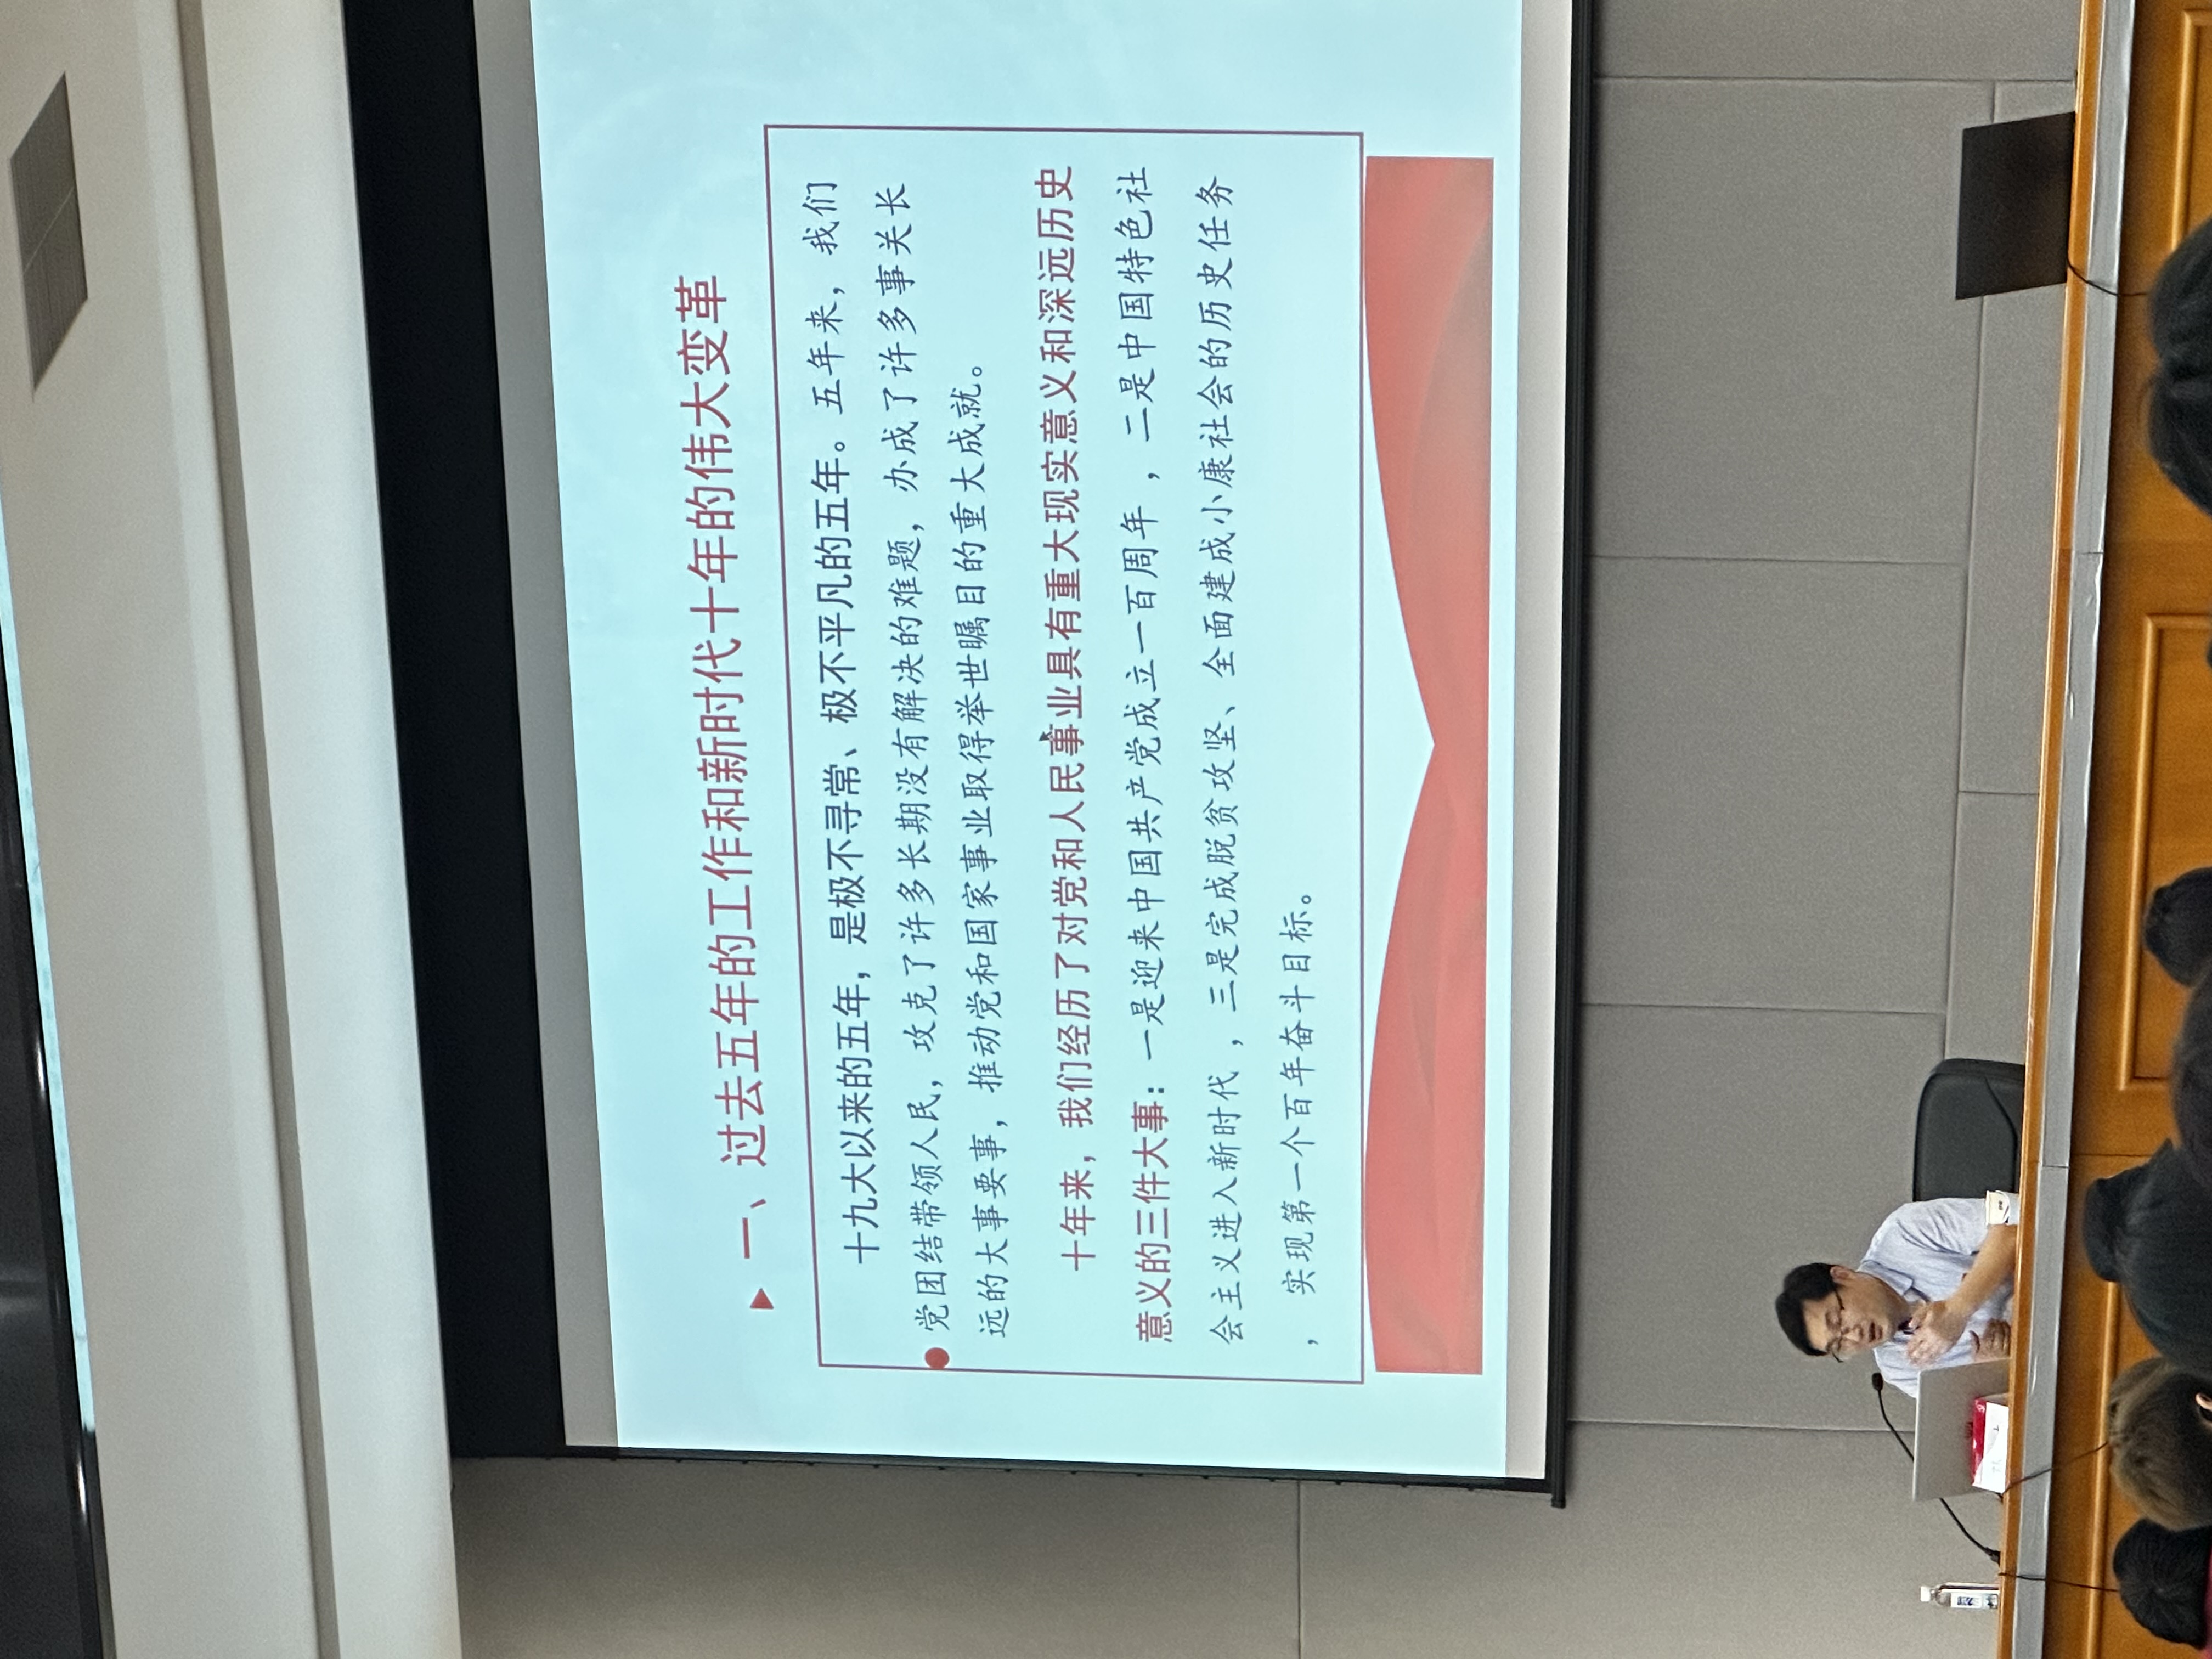 一、过去五年的工作和新时代十年的伟大变革
十九大以来的五年，是极不寻常、极不平凡的五年。五年来，我们
党团结带领人民，攻克了许多长期没有解决的难题，办成了许多事关长
远的大事要事，推动党和国家事业取得举世瞩目的重大成就。
十年来，我们经历了对党和人民事业具有重大现实意义和深远历史
意义的三件大事：一是迎来中国共产党成立一百周年 ，二是中国特色社
会主义进入新时代 ，三是完成脱贫攻坚、全面建成小康社会的历史任务
， 实现第一个百年奋斗目标。